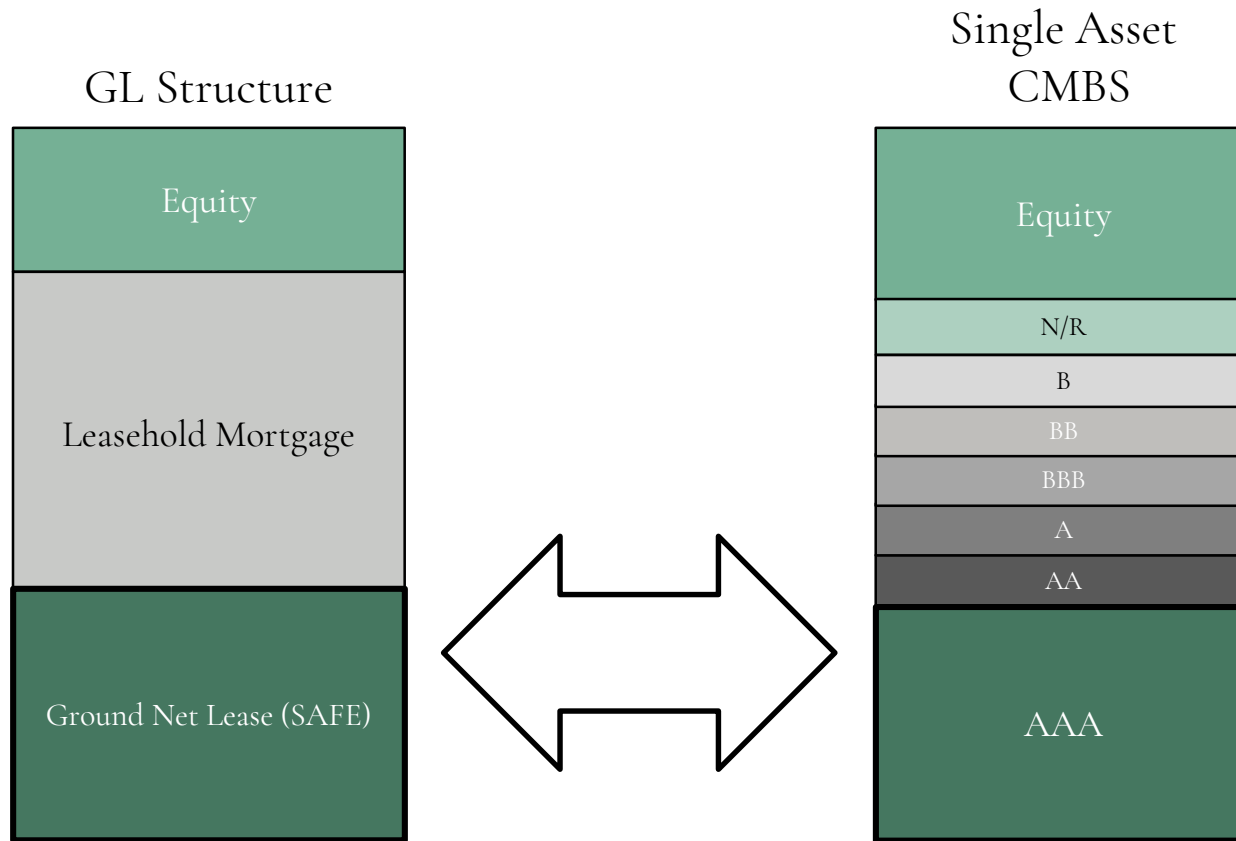 GL Structure
Equity
Leasehold Mortgage
Ground Net Lease (SAFE)
Single Asset
CMBS
Equity
N/R
B
BB
BBB
A
AA
AAA